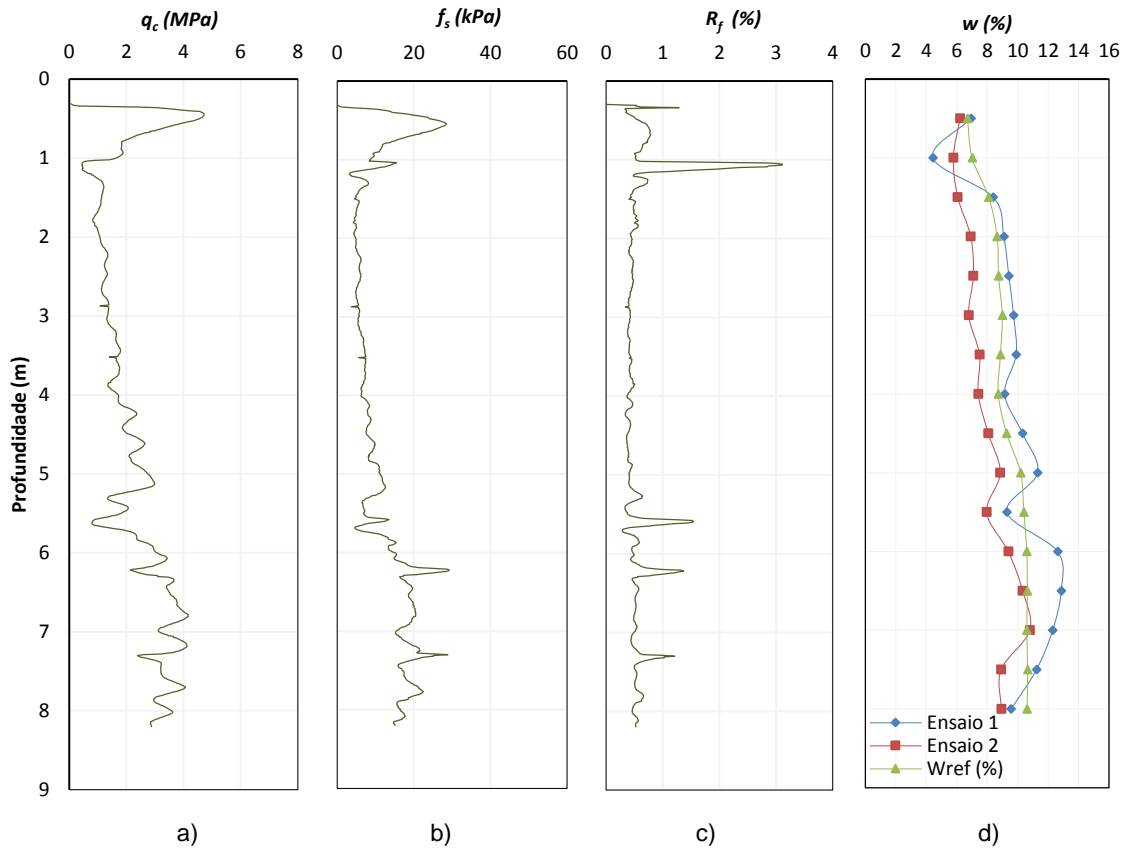 q_c (MPa)
0 2 4 6 8
f_s (kPa)
0 20 40 60
R_f (%)
0 1 2 3 4
w (%)
0 2 4 6 8 10 12 14 16
Profundidade (m)
0
1
2
3
4
5
6
7
8
9
Ensaio 1
Ensaio 2
Wref (%)
a)
b)
c)
d)